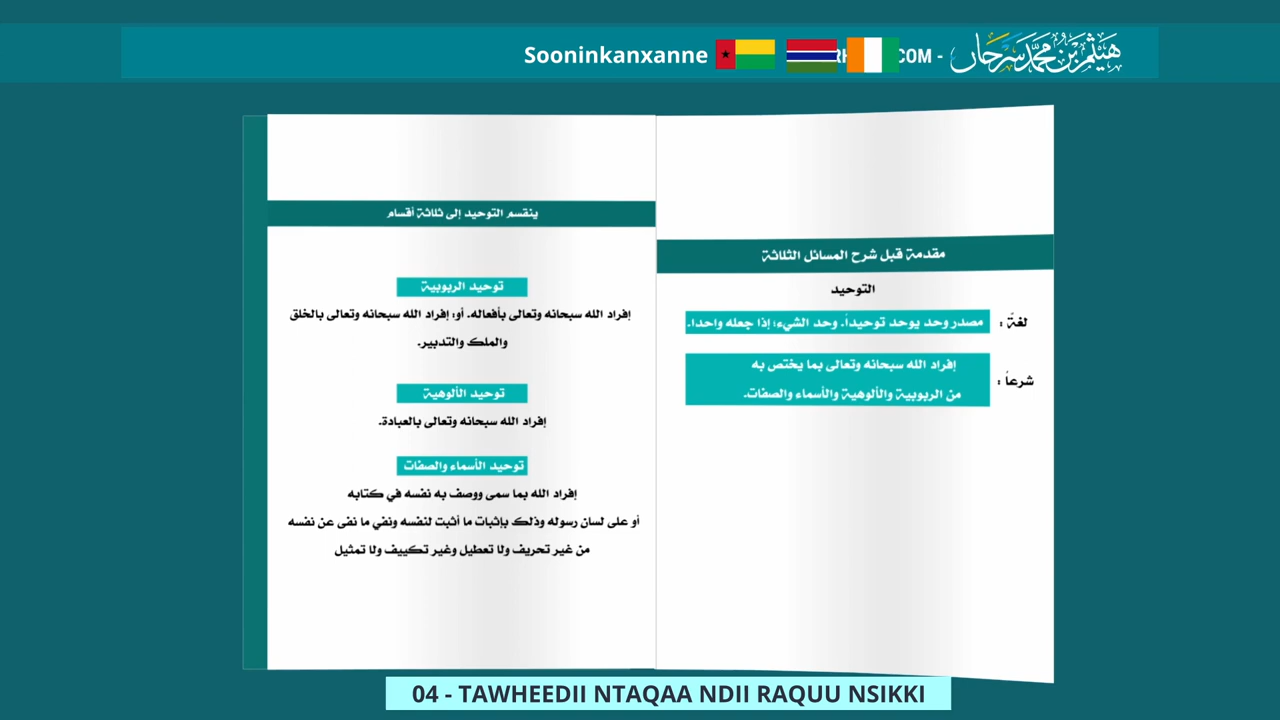 Sooninkanxanne
COM -
هيثم بن محمد سرحان
مقدمة قبل شرح المسائل الثلاثة
التوحيد
لغةً : مصدر وحد يوحد توحيداً. وحد الشيء؛ إذا جعله واحدا.
شرعاً : إفراد الله سبحانه وتعالى بما يختص به
من الربوبية والألوهية والأسماء والصفات.
ينقسم التوحيد إلى ثلاثة أقسام
توحيد الربوبية
إفراد الله سبحانه وتعالى بأفعاله. أو؛ إفراد الله سبحانه وتعالى بالخلق
والملك والتدبير.
توحيد الألوهية
إفراد الله سبحانه وتعالى بالعبادة.
توحيد الأسماء والصفات
إفراد الله بما سمى ووصف به نفسه في كتابه
أو على لسان رسوله وذلك بإثبات ما أثبت لنفسه ونفي ما نفى عن نفسه
من غير تحريف ولا تعطيل وغير تكييف ولا تمثيل
04 - TAWHEEDII NTAQAA NDII RAQUU NSIKKI